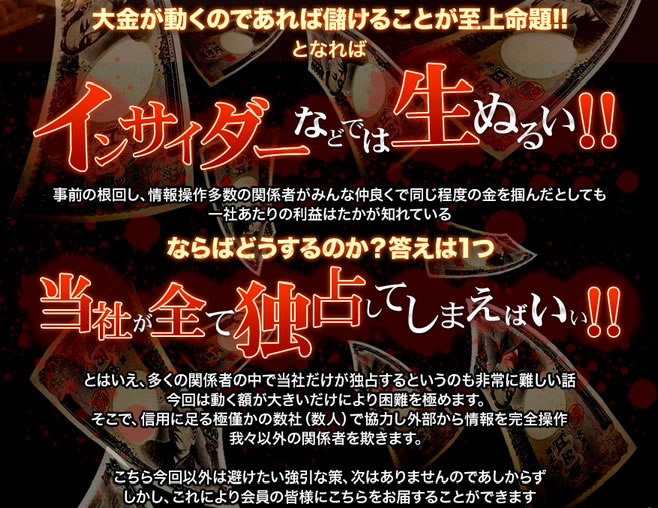 大金が動くのであれば儲けることが至上命題!!
となれば
インサイダーなどでは生ぬるい!!
事前の根回し、情報操作多数の関係者がみんな仲良くで同じ程度の金を掴んだとしても
一社あたりの利益はたかが知れている
ならばどうするのか？答えは1つ
当社が全て独占してしまえばいい!!
とはいえ、多くの関係者の中で当社だけが独占するというのも非常に難しい話
今回は動く額が大きいだけにより困難を極めます。
そこで、信用に足る極僅かの数社（数人）で協力し外部から情報を完全操作
我々以外の関係者を欺きます。
こちら今回以外は避けたい強引な策、次はありませんのであしからず
しかし、これにより会員の皆様にこちらをお届することができます